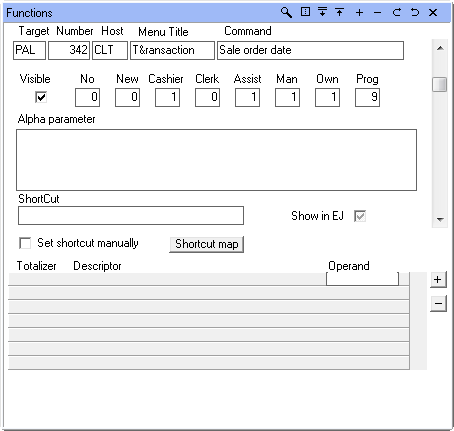 Functions
Target Number Host Menu Title Command
PAL 342 CLT T&ransaction Sale order date
Visible No New Cashier Clerk Assist Man Own Prog
0 0 1 0 1 1 1 9
Alpha parameter
ShortCut
Show in EJ
Set shortcut manually Shortcut map
Totalizer Descriptor Operand